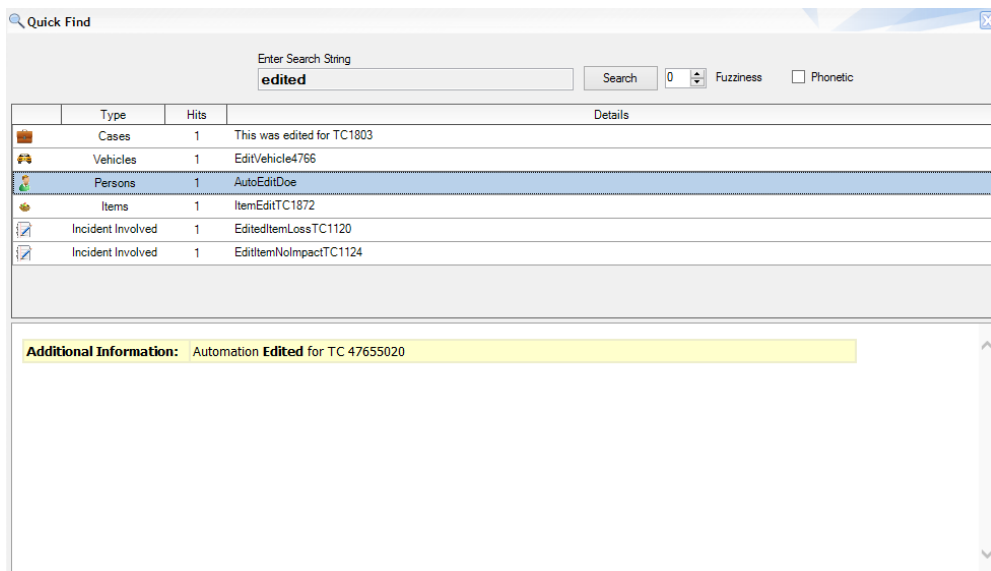 Quick Find
Enter Search String
edited
Search 0 Fuzziness Phonetic
Type Hits Details
Cases 1 This was edited for TC1803
Vehicles 1 EditVehicle4766
Persons 1 AutoEditDoe
Items 1 ItemEditTC1872
Incident Involved 1 EditedItemLossTC1120
Incident Involved 1 EditItemNoImpactTC1124
Additional Information: Automation Edited for TC 47655020